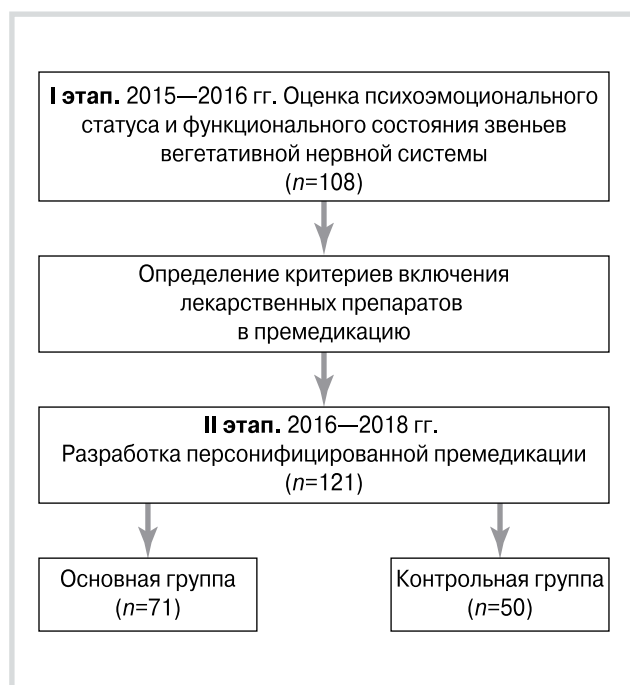 I этап. 2015—2016 гг. Оценка психоэмоционального
статуса и функционального состояния звеньев
вегетативной нервной системы
(n=108)
Определение критериев включения
лекарственных препаратов
в премедикацию
II этап. 2016—2018 гг.
Разработка персонифицированной премедикации
(n=121)
Основная группа
(n=71)
Контрольная группа
(n=50)